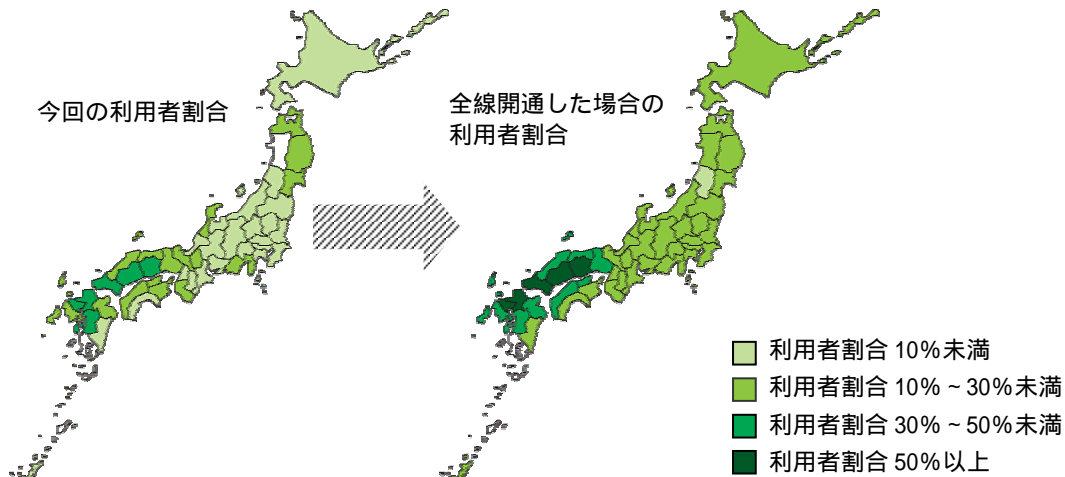 今回の利用者割合
全線開通した場合の
利用者割合
利用者割合 10%未満
利用者割合 10%~30%未満
利用者割合 30%~50%未満
利用者割合 50%以上